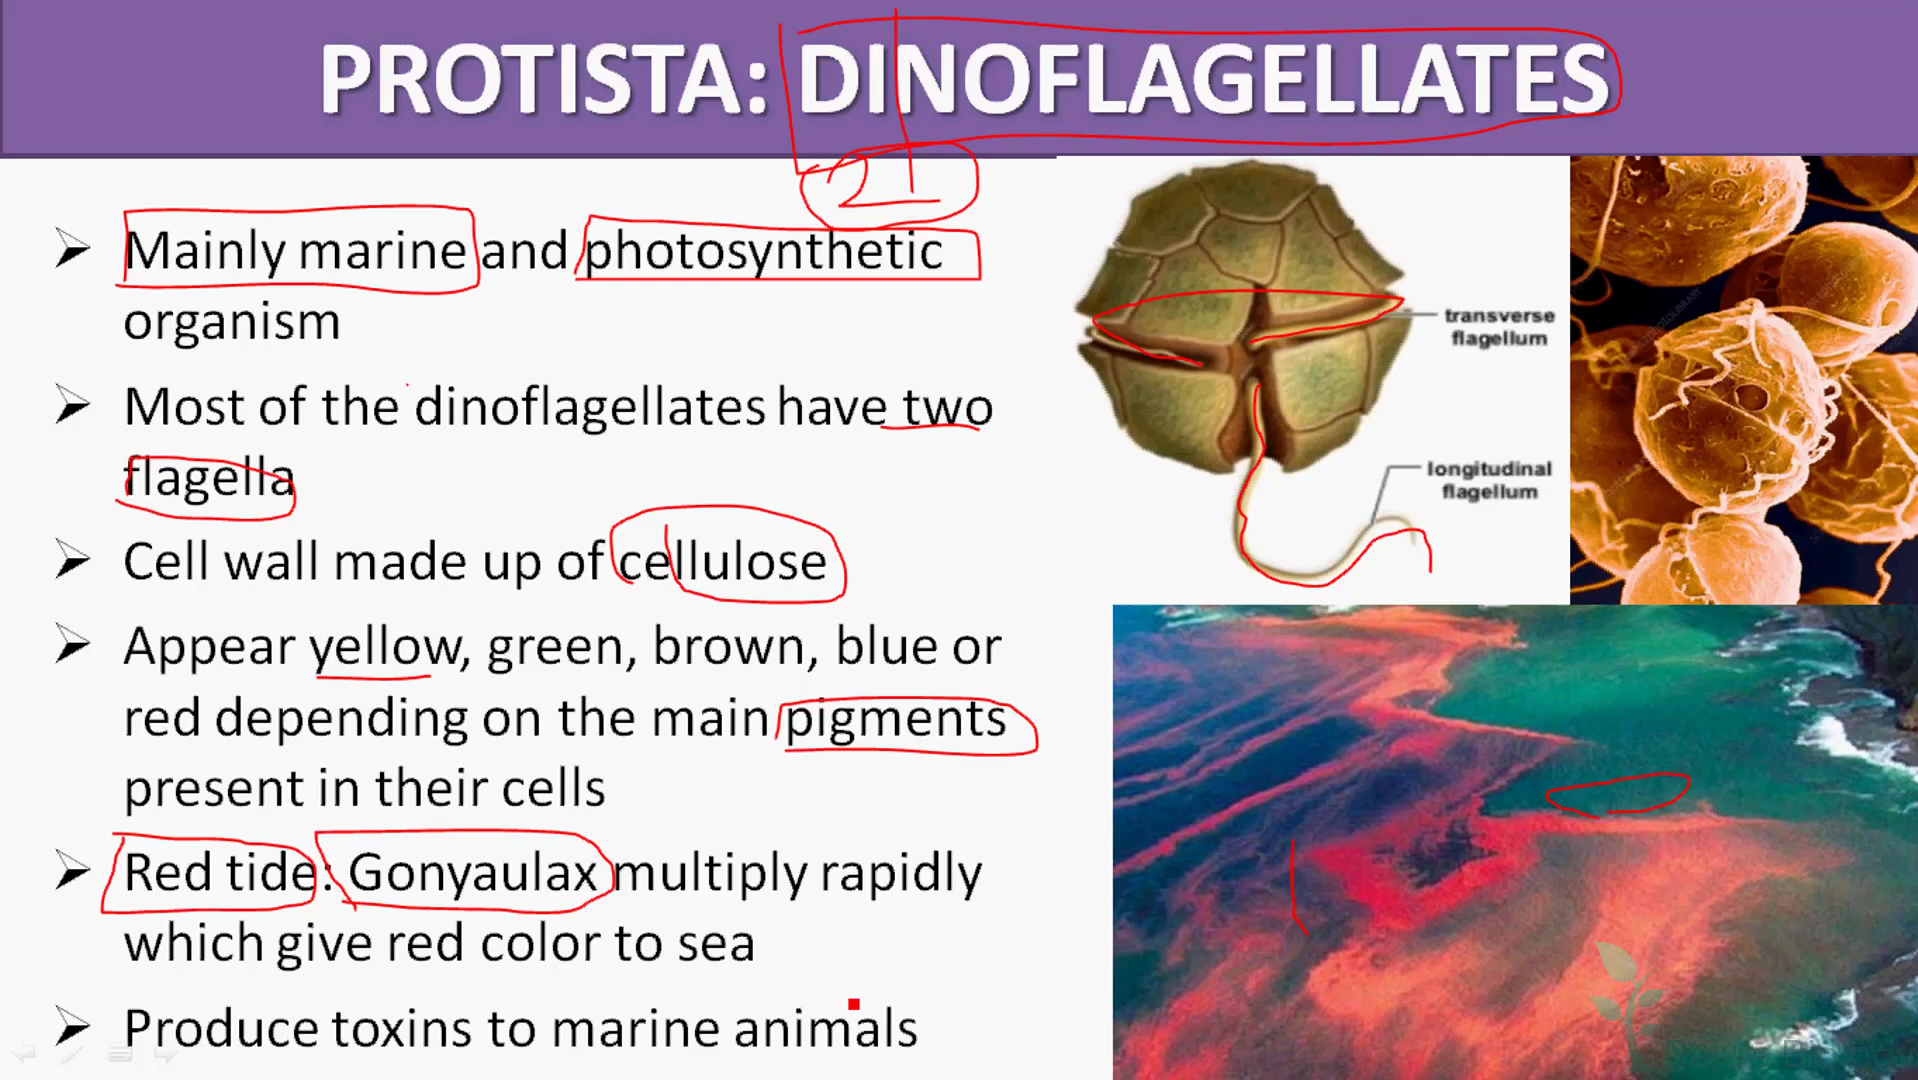 PROTISTA: DINOFLAGELLATES
21
Mainly marine and photosynthetic
organism
Most of the dinoflagellates have two
flagella
Cell wall made up of cellulose
Appear yellow, green, brown, blue or
red depending on the main pigments
present in their cells
Red tide: Gonyaulax multiply rapidly
which give red color to sea
Produce toxins to marine animals
transverse
flagellum
longitudinal
flagellum